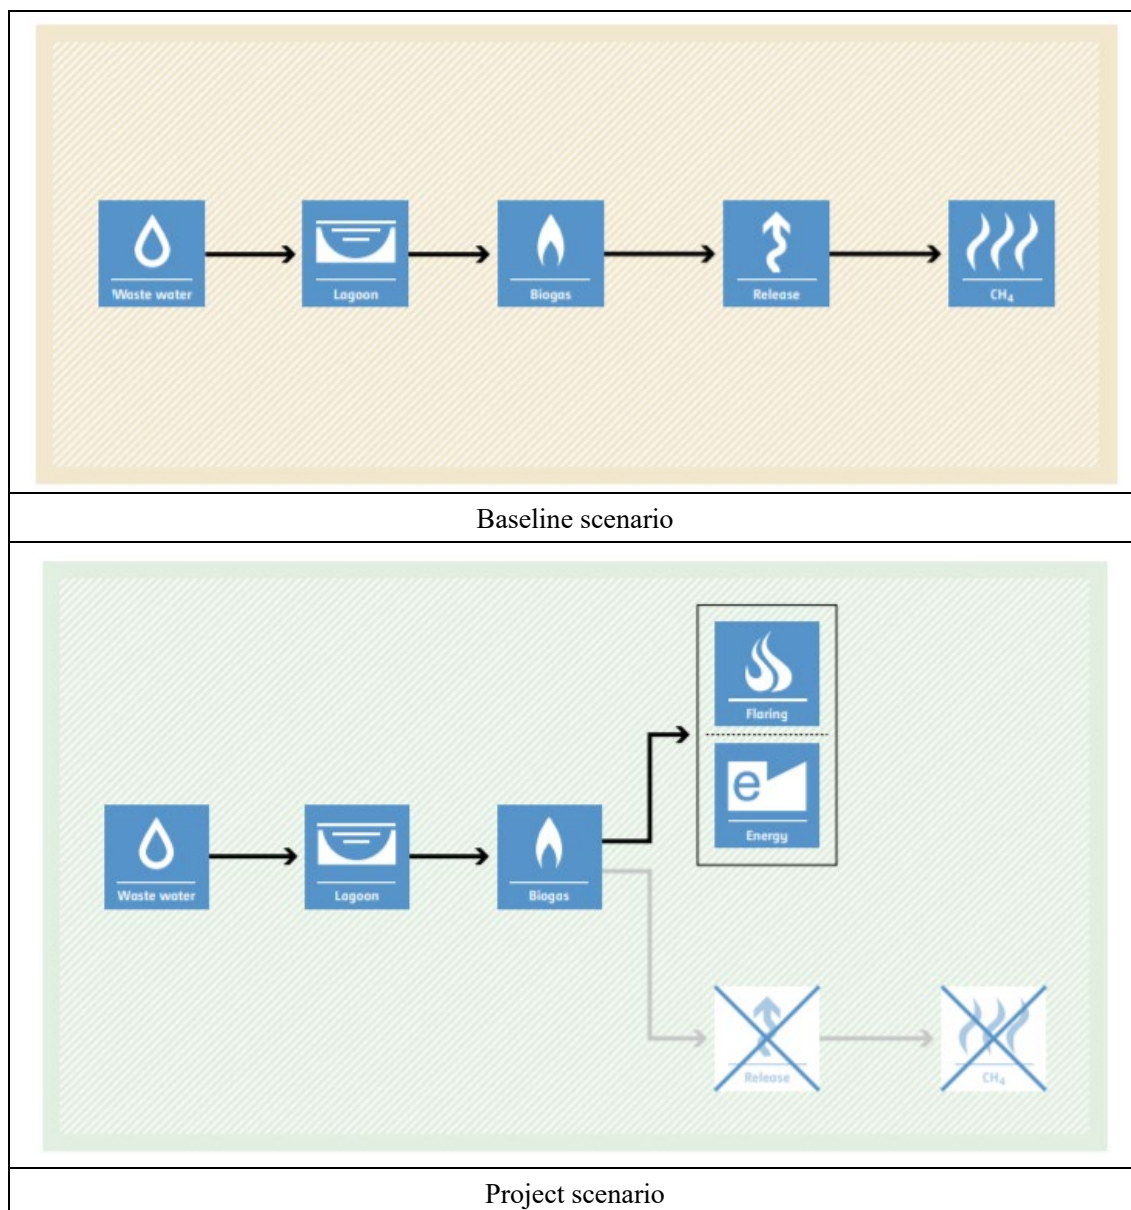 Waste water
Lagoon
Biogas
Release
CH₄
Baseline scenario
Flaring
e
Energy
Waste water
Lagoon
Biogas
Release
CH₄
Project scenario